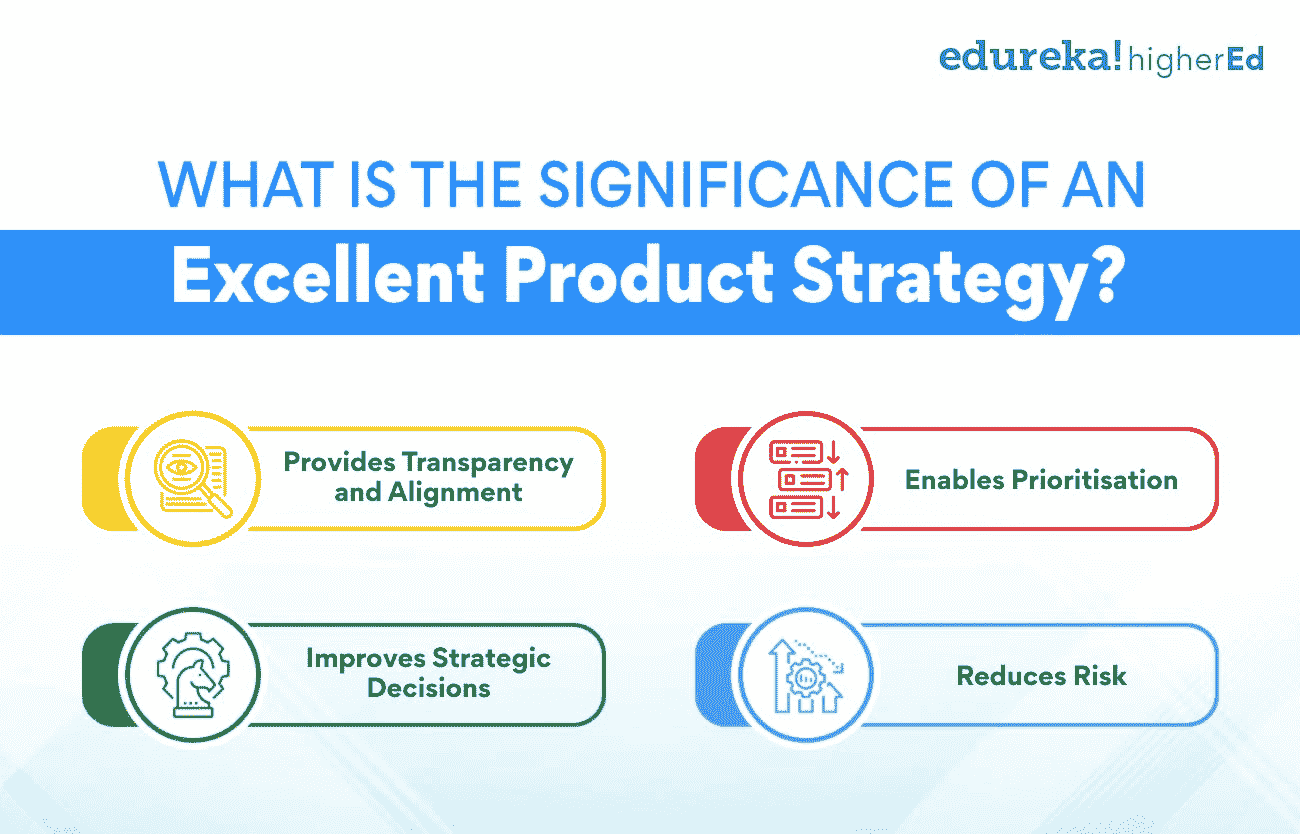 edureka! higherEd
WHAT IS THE SIGNIFICANCE OF AN
Excellent Product Strategy?
Provides Transparency
and Alignment
Enables Prioritisation
Improves Strategic
Decisions
Reduces Risk